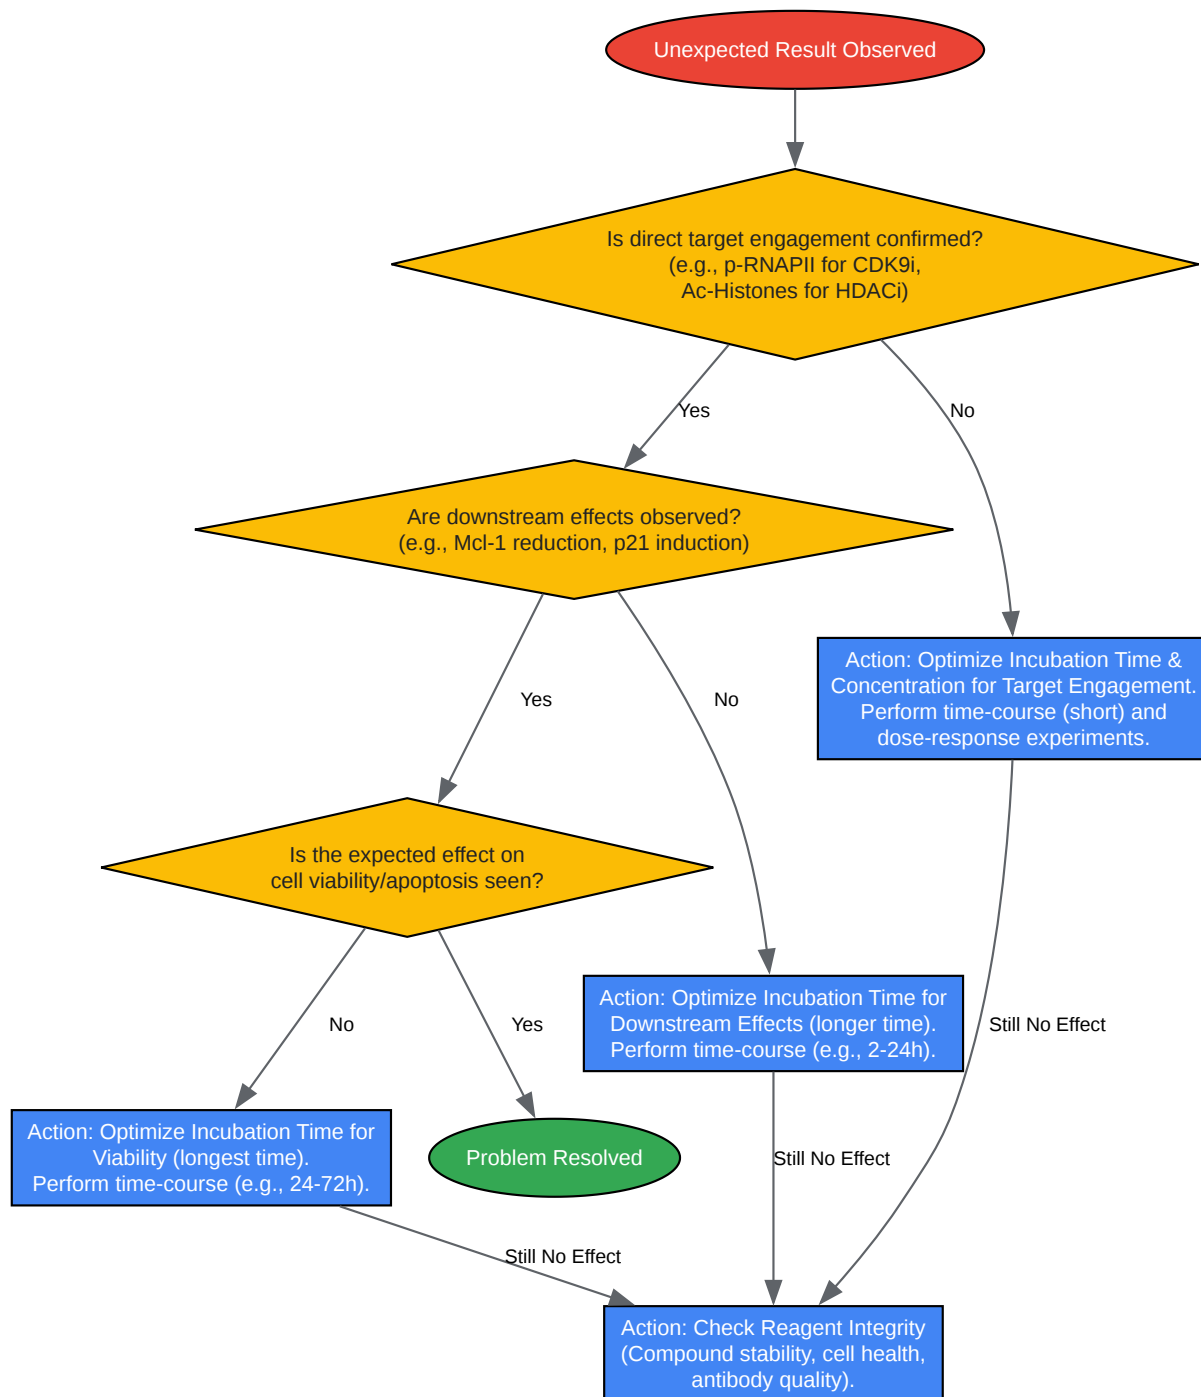 Unexpected Result Observed
Is direct target engagement confirmed?
(e.g., p-RNAPII for CDK9i,
Ac-Histones for HDACi)
Yes
No
Are downstream effects observed?
(e.g., Mcl-1 reduction, p21 induction)
Action: Optimize Incubation Time &
Concentration for Target Engagement.
Perform time-course (short) and
dose-response experiments.
Yes
No
Is the expected effect on
cell viability/apoptosis seen?
Action: Optimize Incubation Time for
Downstream Effects (longer time).
Perform time-course (e.g., 2-24h).
No
Yes
Still No Effect
Action: Optimize Incubation Time for
Viability (longest time).
Perform time-course (e.g., 24-72h).
Problem Resolved
Still No Effect
Still No Effect
Action: Check Reagent Integrity
(Compound stability, cell health,
antibody quality).